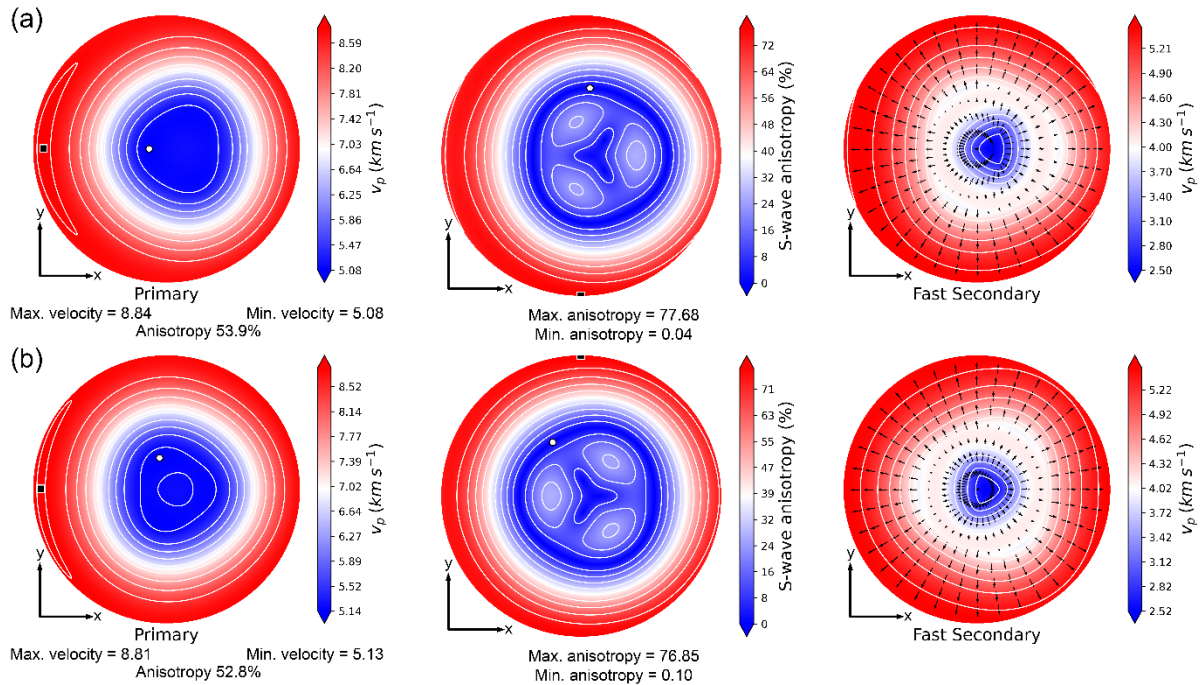 (a)
8.59
8.20
7.81
7.42
7.03
6.64
6.25
5.86
5.47
5.08
v_p (km s⁻¹)
y
x
Primary
Max. velocity = 8.84
Min. velocity = 5.08
Anisotropy 53.9%
72
64
56
48
40
32
24
16
8
0
S-wave anisotropy (%)
y
x
Max. anisotropy = 77.68
Min. anisotropy = 0.04
5.21
4.90
4.60
4.30
4.00
3.70
3.40
3.10
2.80
2.50
v_p (km s⁻¹)
y
x
Fast Secondary
(b)
8.52
8.14
7.77
7.39
7.02
6.64
6.27
5.89
5.52
5.14
v_p (km s⁻¹)
y
x
Primary
Max. velocity = 8.81
Min. velocity = 5.13
Anisotropy 52.8%
71
63
55
47
39
32
24
16
8
0
S-wave anisotropy (%)
y
x
Max. anisotropy = 76.85
Min. anisotropy = 0.10
5.22
4.92
4.62
4.32
4.02
3.72
3.42
3.12
2.82
2.52
v_p (km s⁻¹)
y
x
Fast Secondary